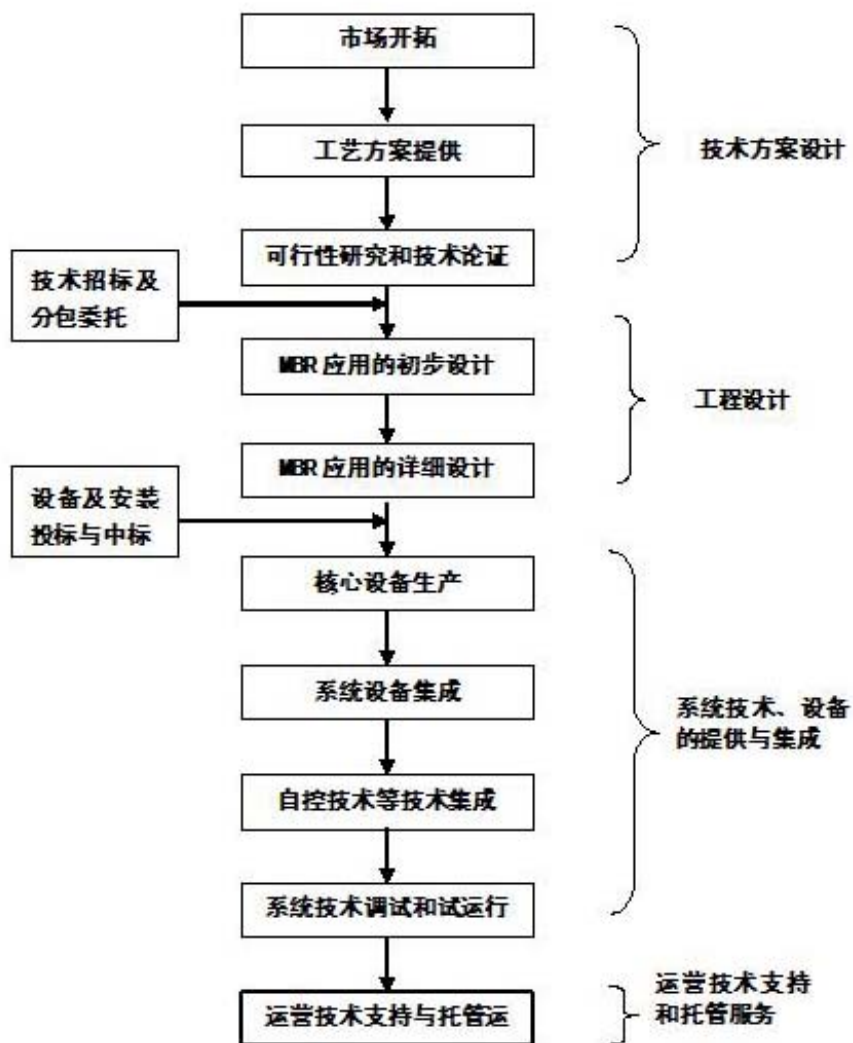 市场开拓
工艺方案提供
技术方案设计
可行性研究和技术论证
技术招标及
分包委托
MBR 应用的初步设计
工程设计
MBR 应用的详细设计
设备及安装
投标与中标
核心设备生产
系统设备集成
系统技术、设备
的提供与集成
自控技术等技术集成
系统技术调试和试运行
运营技术支持与托管运
运营技术支持
和托管服务